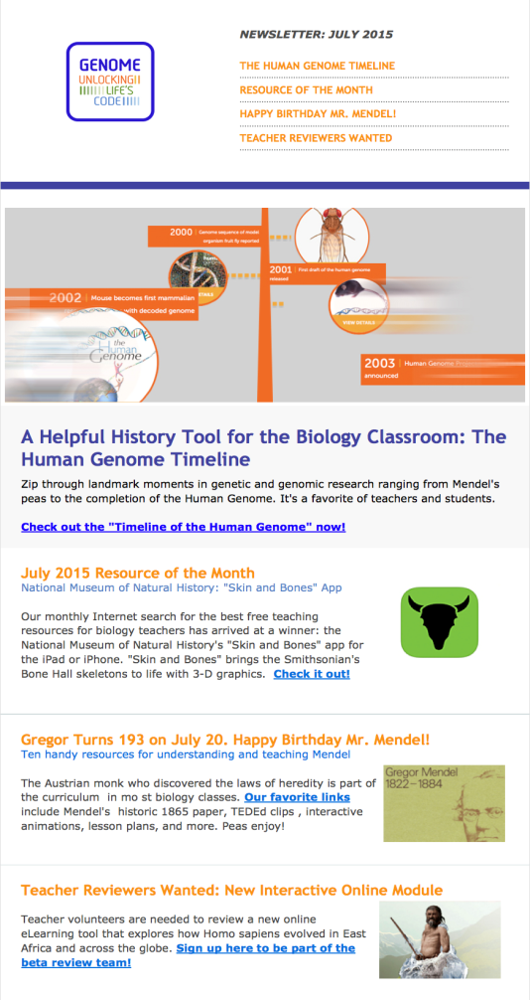 NEWSLETTER: JULY 2015
GENOME
UNLOCKING
LIFE'S
CODE
THE HUMAN GENOME TIMELINE
RESOURCE OF THE MONTH
HAPPY BIRTHDAY MR. MENDEL!
TEACHER REVIEWERS WANTED
2000 | Genome sequence of model
organism fruit fly reported
2001 | First draft of the human genome
released
2002 | Mouse becomes first mammalian
with decoded genome
VIEW DETAILS
the
Human
Genome
2003 | Human Genome
announced
A Helpful History Tool for the Biology Classroom: The
Human Genome Timeline
Zip through landmark moments in genetic and genomic research ranging from Mendel's
peas to the completion of the Human Genome. It's a favorite of teachers and students.
Check out the "Timeline of the Human Genome" now!
July 2015 Resource of the Month
National Museum of Natural History: "Skin and Bones" App
Our monthly Internet search for the best free teaching
resources for biology teachers has arrived at a winner: the
National Museum of Natural History's "Skin and Bones" app for
the iPad or iPhone. "Skin and Bones" brings the Smithsonian's
Bone Hall skeletons to life with 3-D graphics. Check it out!
Gregor Turns 193 on July 20. Happy Birthday Mr. Mendel!
Ten handy resources for understanding and teaching Mendel
The Austrian monk who discovered the laws of heredity is part of
the curriculum in mo st biology classes. Our favorite links
include Mendel's historic 1865 paper, TEDEd clips , interactive
animations, lesson plans, and more. Peas enjoy!
Gregor Mendel
1822–1884
Teacher Reviewers Wanted: New Interactive Online Module
Teacher volunteers are needed to review a new online
eLearning tool that explores how Homo sapiens evolved in East
Africa and across the globe. Sign up here to be part of the
beta review team!